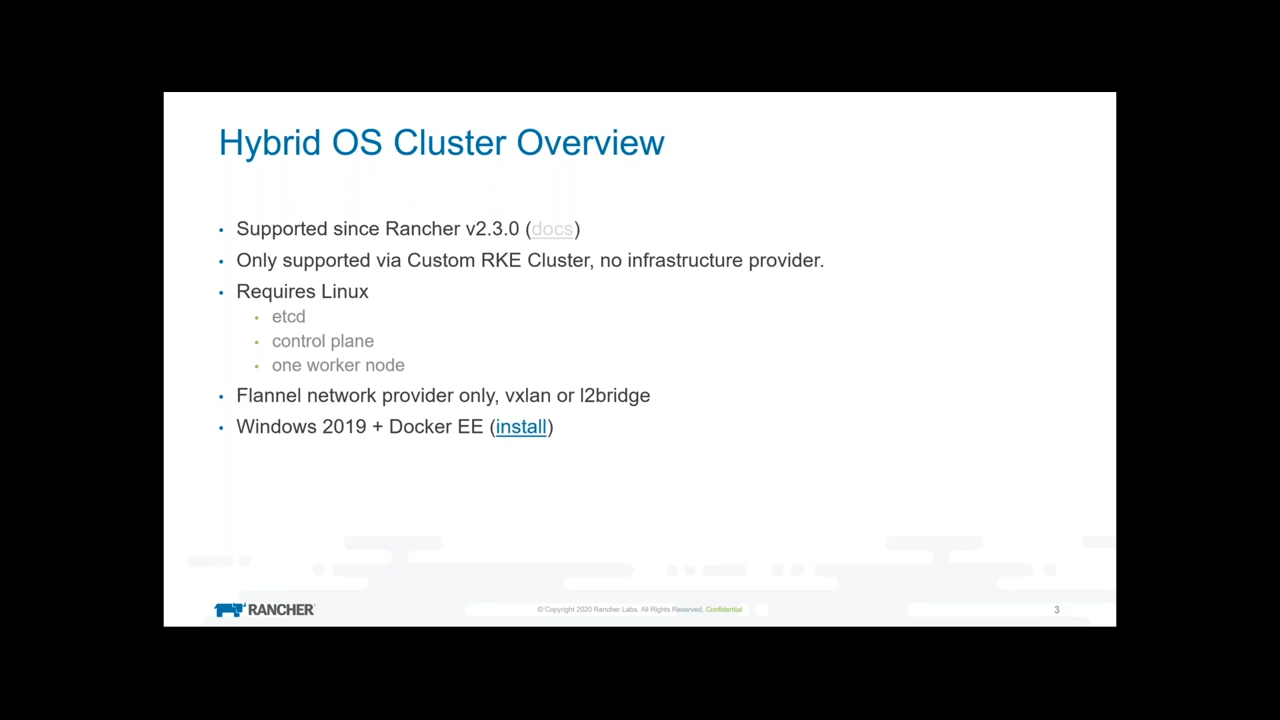 Hybrid OS Cluster Overview
• Supported since Rancher v2.3.0 (docs)
• Only supported via Custom RKE Cluster, no infrastructure provider.
• Requires Linux
• etcd
• control plane
• one worker node
• Flannel network provider only, vxlan or l2bridge
• Windows 2019 + Docker EE (install)
RANCHER
© Copyright 2020 Rancher Labs. All Rights Reserved. Confidential
3